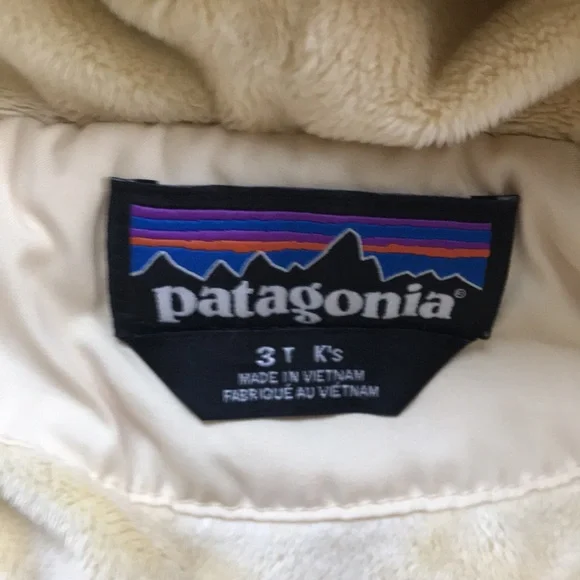 patagonia®
3T K's
MADE IN VIETNAM
FABRIQUÉ AU VIÊTNAM